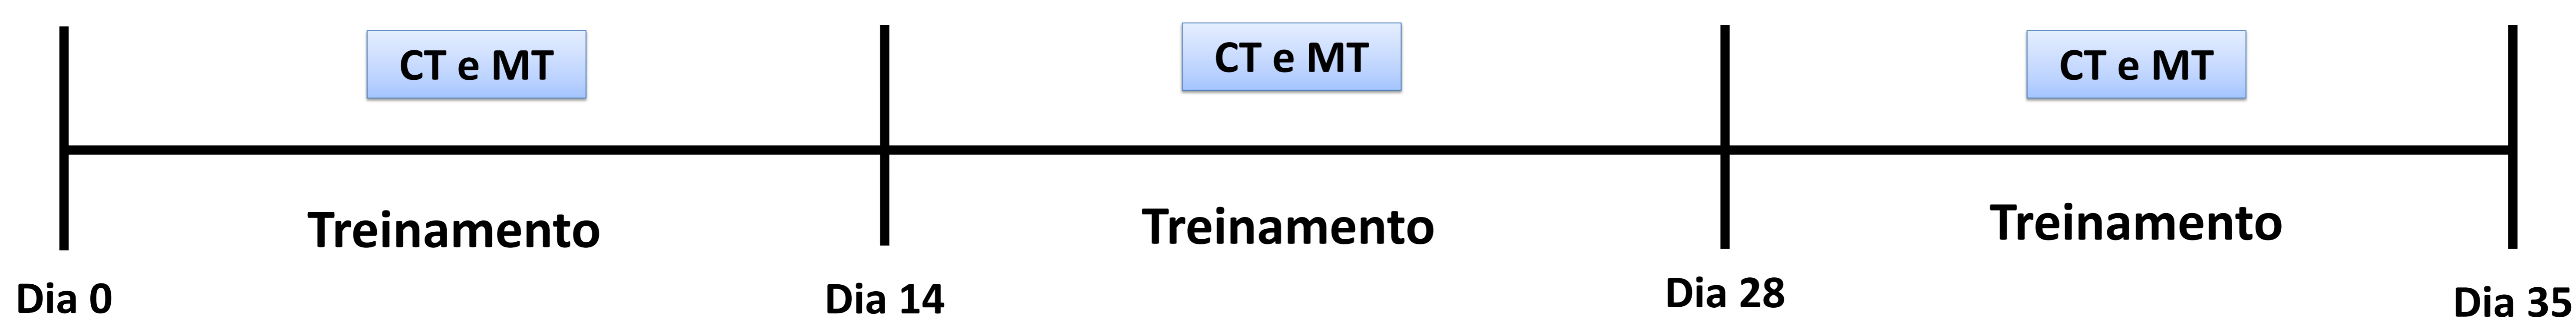 CT e MT
CT e MT
CT e MT
Treinamento
Treinamento
Treinamento
Dia 0
Dia 14
Dia 28
Dia 35